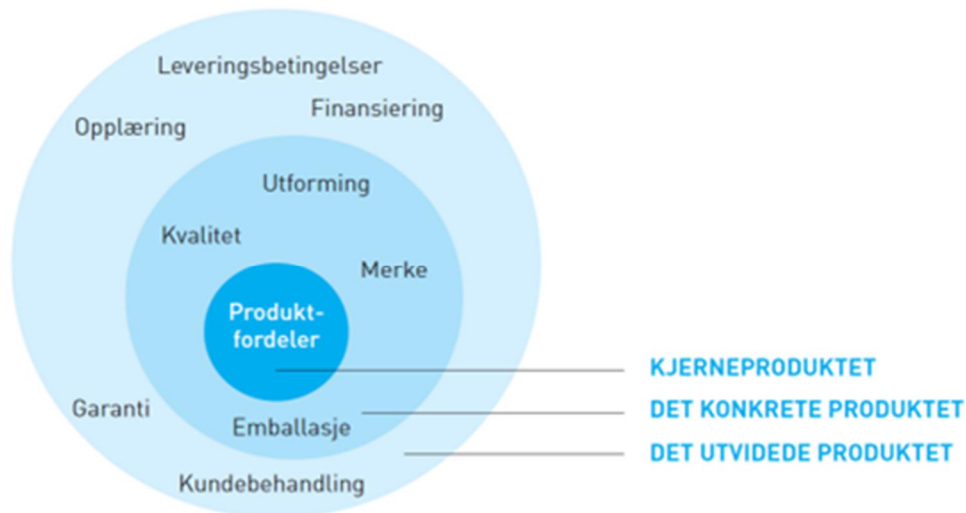 Leveringsbetingelser
Finansiering
Opplæring
Utforming
Kvalitet
Merke
Produkt-
fordeler
KJERNEPRODUKTET
Garanti
DET KONKRETE PRODUKTET
Emballasje
DET UTVIDEDE PRODUKTET
Kundebehandling